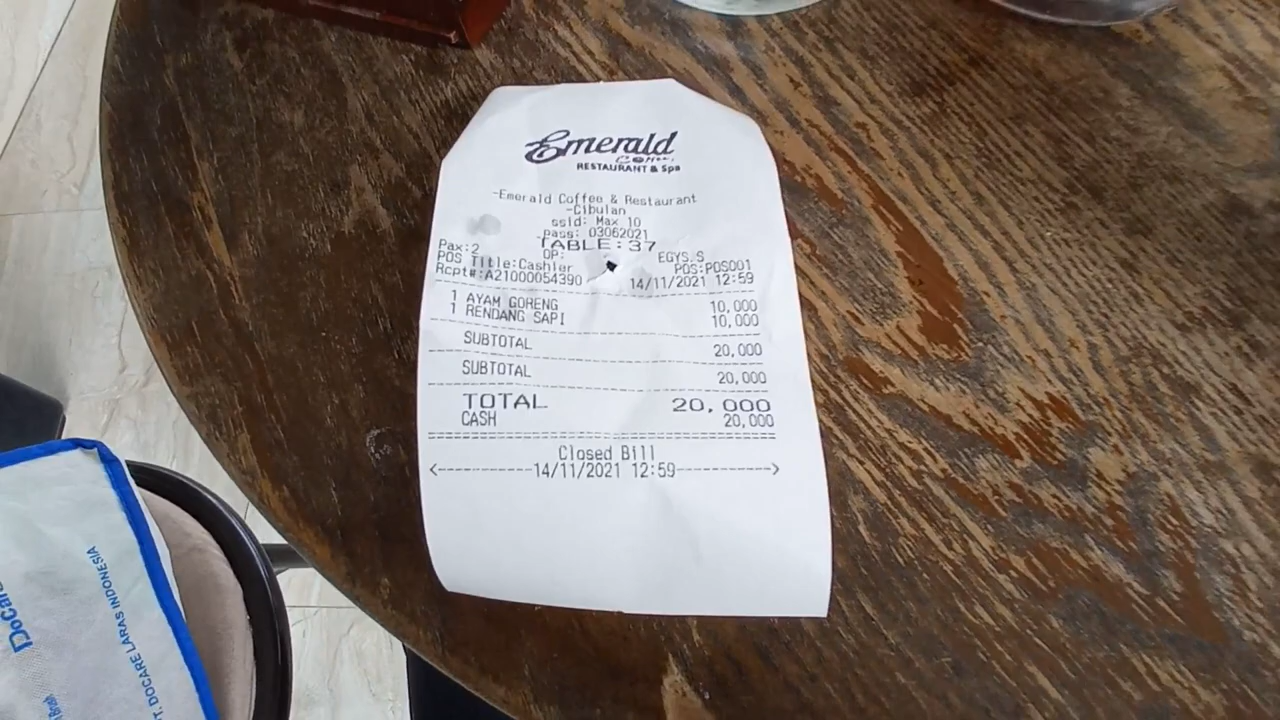 Emerald
Coffee
RESTAURANT & Spa
-Emerald Coffee & Restaurant
-Cibulan
ssid: Max 10
pass: 03062021
TABLE:37
Pax:2 OP: EGYS.S
POS Title:Cashier POS:POS001
Rcpt#:A21000054390 14/11/2021 12:59
1 AYAM GORENG 10,000
1 RENDANG SAPI 10,000
SUBTOTAL 20,000
SUBTOTAL 20,000
TOTAL 20,000
CASH 20,000
Closed Bill
<------------14/11/2021 12:59------------>
DoCare
T. DOCARE LARAS INDONESIA